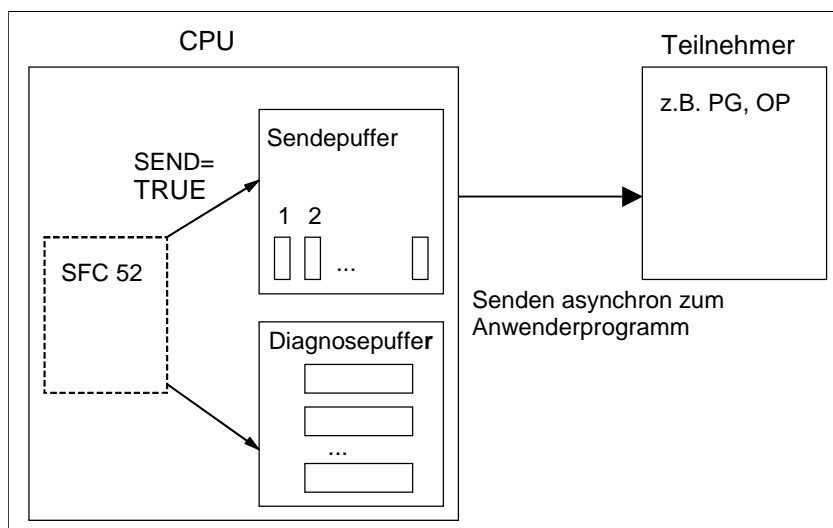 CPU
Teilnehmer
z.B. PG, OP
Sendepuffer
SEND=
TRUE
1 2
...
SFC 52
Senden asynchron zum
Anwenderprogramm
Diagnosepuffer
...